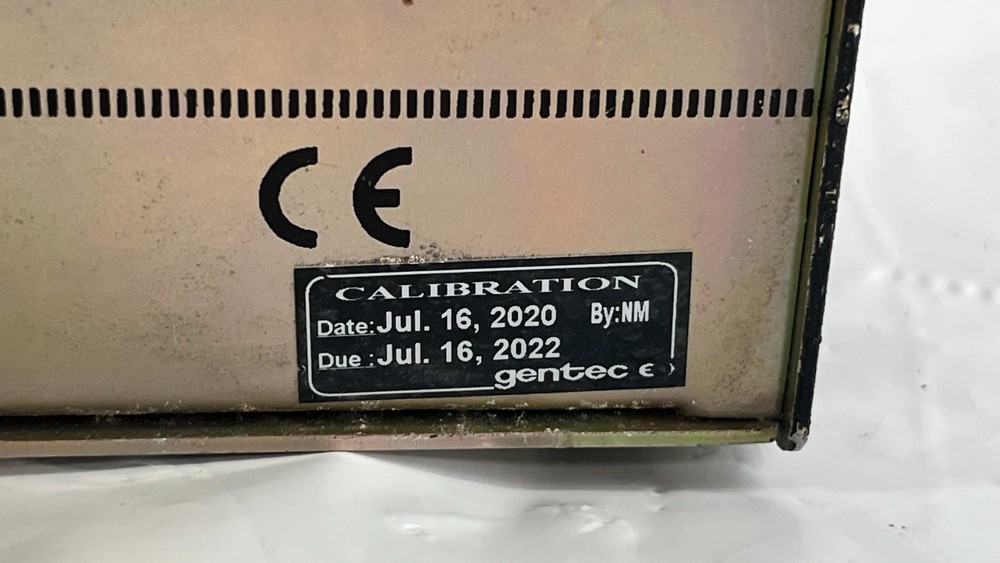 CE
CALIBRATION
Date: Jul. 16, 2020 By:NM
Due : Jul. 16, 2022
gentec ϵ